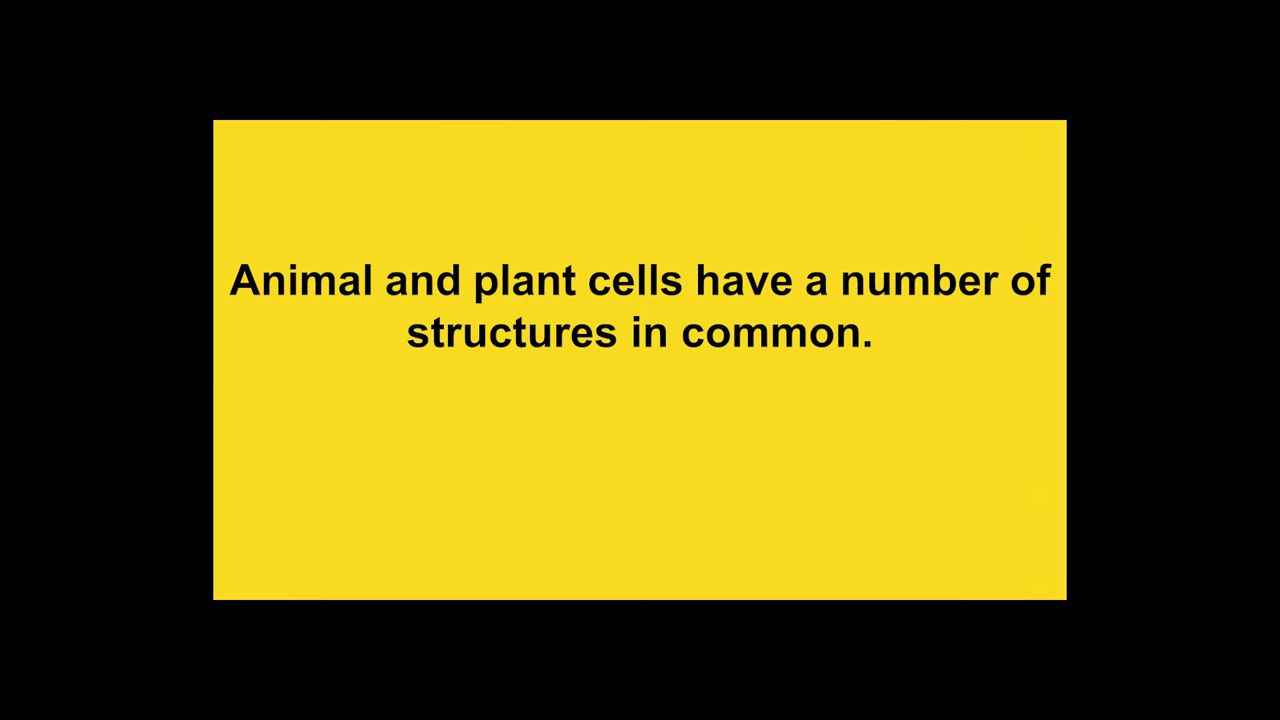 Animal and plant cells have a number of
structures in common.